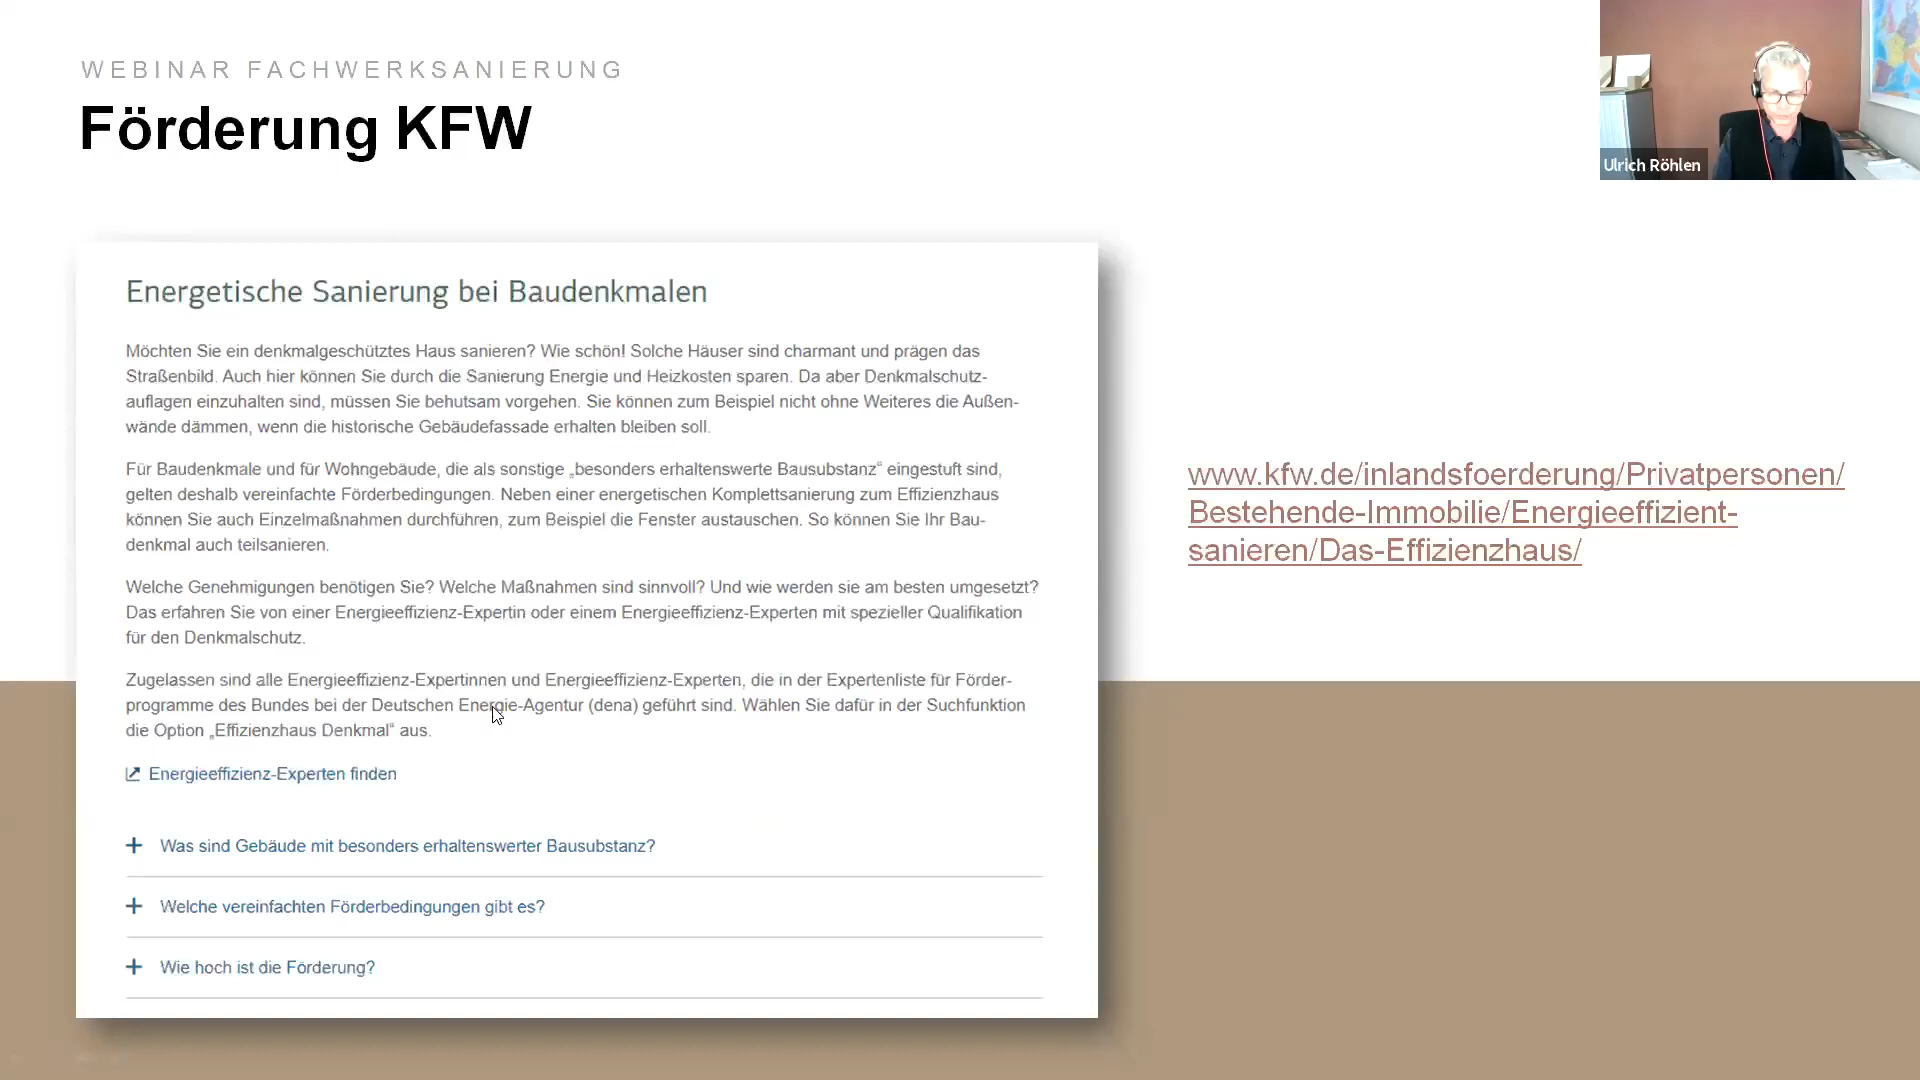 WEBINAR FACHWERKSANIERUNG
Förderung KFW
Ulrich Röhlen
Energetische Sanierung bei Baudenkmalen
Möchten Sie ein denkmalgeschütztes Haus sanieren? Wie schön! Solche Häuser sind charmant und prägen das
Straßenbild. Auch hier können Sie durch die Sanierung Energie und Heizkosten sparen. Da aber Denkmalschutz-
auflagen einzuhalten sind, müssen Sie behutsam vorgehen. Sie können zum Beispiel nicht ohne Weiteres die Außen-
wände dämmen, wenn die historische Gebäudefassade erhalten bleiben soll.
Für Baudenkmale und für Wohngebäude, die als sonstige „besonders erhaltenswerte Bausubstanz“ eingestuft sind,
gelten deshalb vereinfachte Förderbedingungen. Neben einer energetischen Komplettsanierung zum Effizienzhaus
können Sie auch Einzelmaßnahmen durchführen, zum Beispiel die Fenster austauschen. So können Sie Ihr Bau-
denkmal auch teilsanieren.
Welche Genehmigungen benötigen Sie? Welche Maßnahmen sind sinnvoll? Und wie werden sie am besten umgesetzt?
Das erfahren Sie von einer Energieeffizienz-Expertin oder einem Energieeffizienz-Experten mit spezieller Qualifikation
für den Denkmalschutz.
Zugelassen sind alle Energieeffizienz-Expertinnen und Energieeffizienz-Experten, die in der Expertenliste für Förder-
programme des Bundes bei der Deutschen Energie-Agentur (dena) geführt sind. Wählen Sie dafür in der Suchfunktion
die Option „Effizienzhaus Denkmal“ aus.
Energieeffizienz-Experten finden
+ Was sind Gebäude mit besonders erhaltenswerter Bausubstanz?
+ Welche vereinfachten Förderbedingungen gibt es?
+ Wie hoch ist die Förderung?
www.kfw.de/inlandsfoerderung/Privatpersonen/
Bestehende-Immobilie/Energieeffizient-
sanieren/Das-Effizienzhaus/